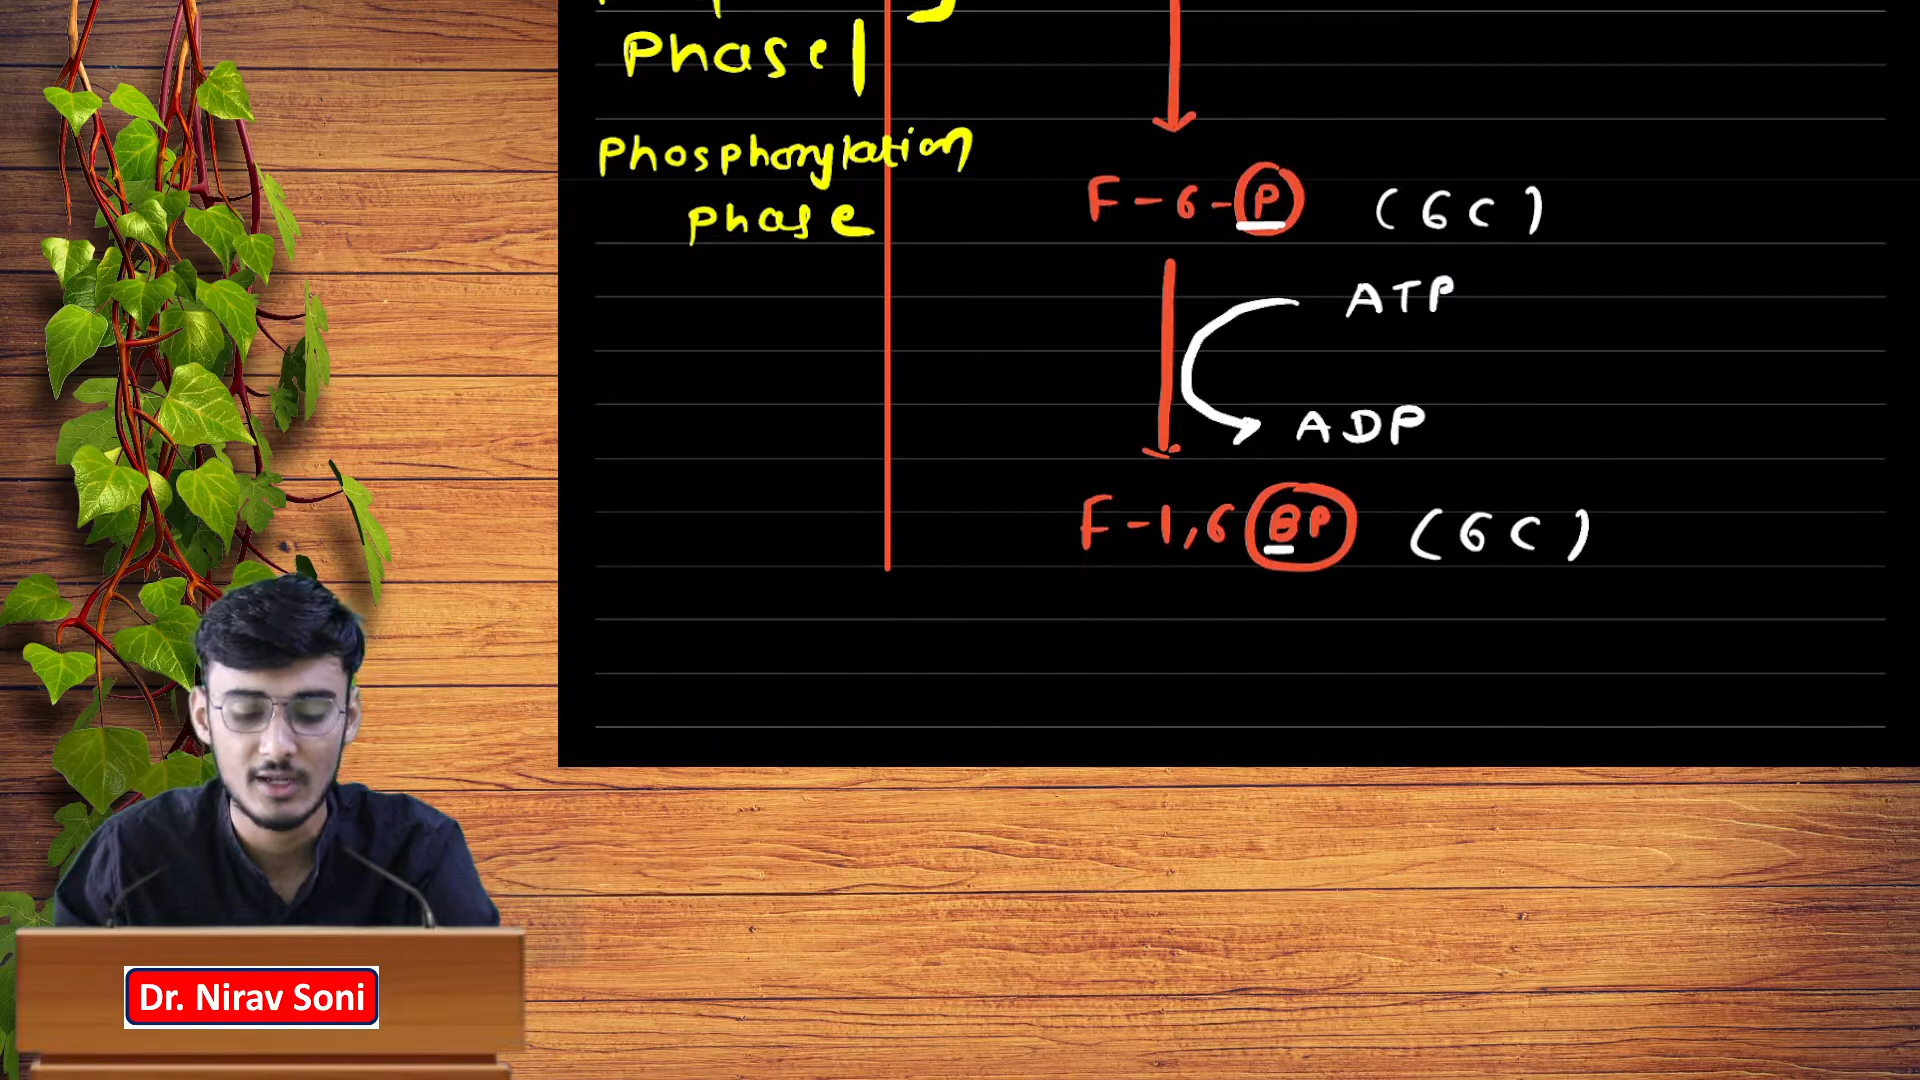 Phase |
Phosphorylation
phase
F-6-P (6C)
ATP
ADP
F-1,6 BP (6C)
Dr. Nirav Soni